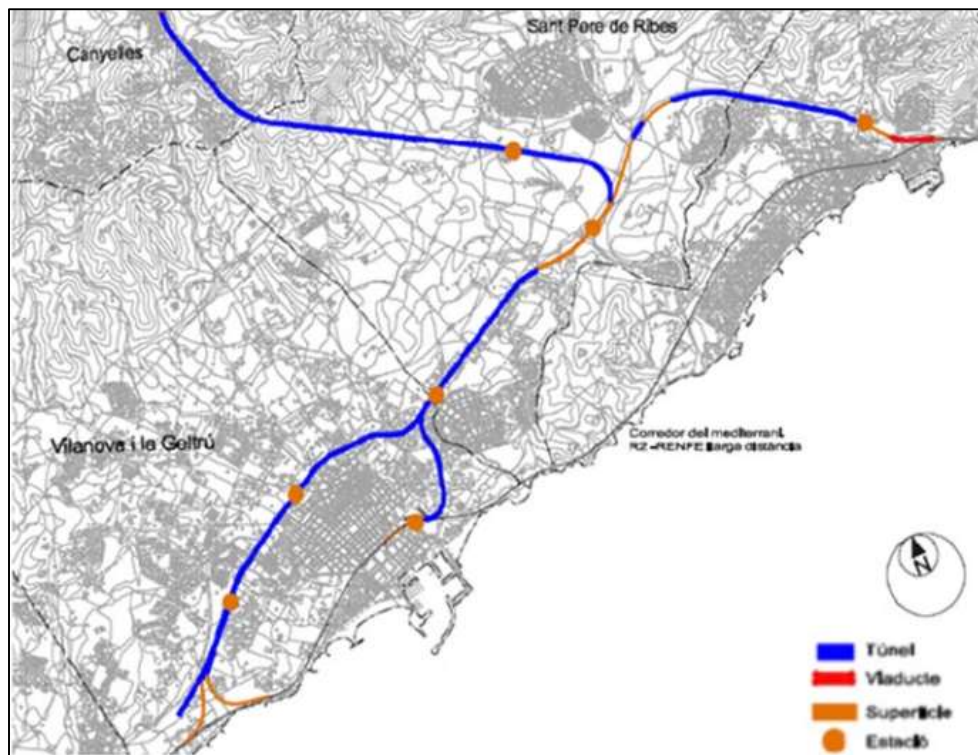 Sant Pere de Ribes
Canyelles
Vilanova i la Geltrú
Corredor del mediterrani.
R2 -RENFE llarga distància
N
Túnel
Viaducte
Superfície
Estació